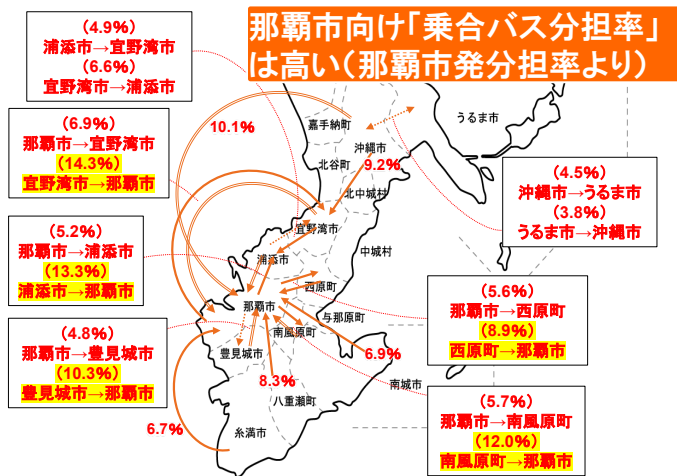 那覇市向け「乗合バス分担率」
は高い(那覇市発分担率より)
(4.9%)
浦添市→宜野湾市
(6.6%)
宜野湾市→浦添市
(6.9%)
那覇市→宜野湾市
(14.3%)
宜野湾市→那覇市
(5.2%)
那覇市→浦添市
(13.3%)
浦添市→那覇市
(4.8%)
那覇市→豊見城市
(10.3%)
豊見城市→那覇市
10.1%
嘉手納町
うるま市
沖縄市
北谷町
9.2%
北中城村
宜野湾市
中城村
浦添市
西原町
那覇市
与那原町
南風原町
豊見城市
6.9%
南城市
8.3%
八重瀬町
6.7%
糸満市
(4.5%)
沖縄市→うるま市
(3.8%)
うるま市→沖縄市
(5.6%)
那覇市→西原町
(8.9%)
西原町→那覇市
(5.7%)
那覇市→南風原町
(12.0%)
南風原町→那覇市